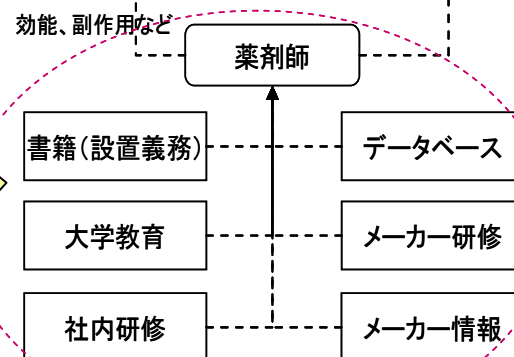 効能、副作用など
薬剤師
書籍(設置義務)
データベース
大学教育
メーカー研修
社内研修
メーカー情報